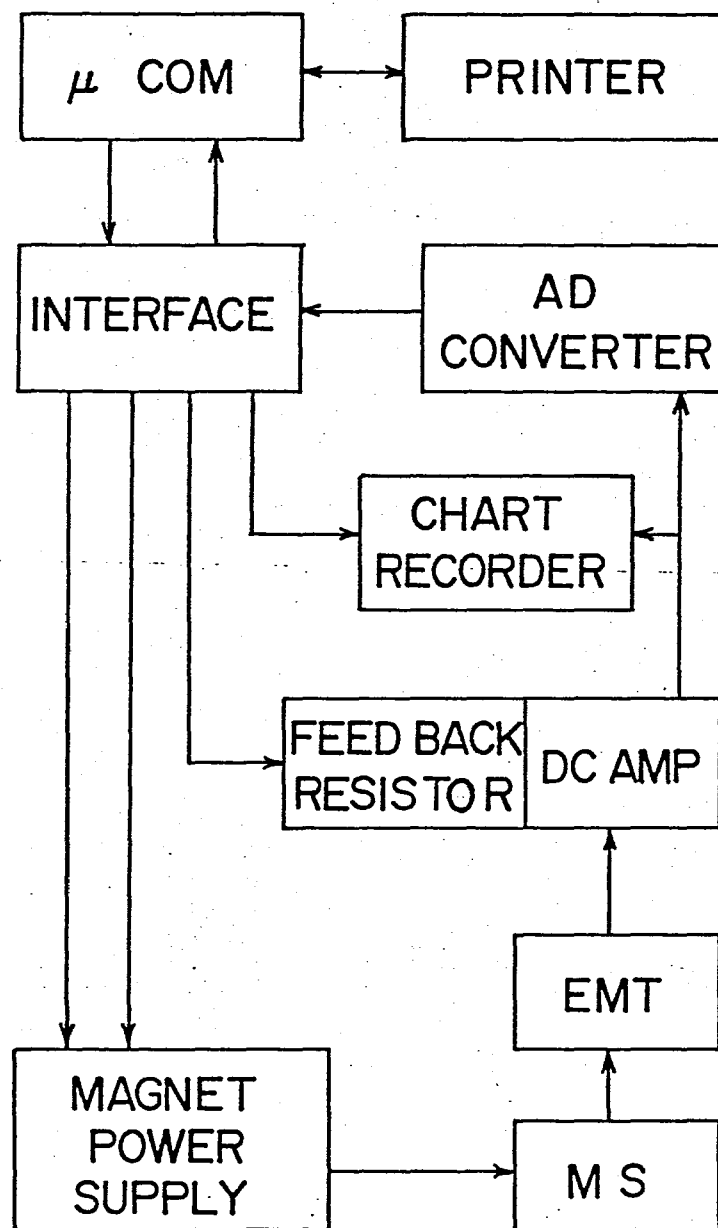 μ COM
PRINTER
INTERFACE
AD
CONVERTER
CHART
RECORDER
FEED BACK
RESISTOR
DC AMP
EMT
MAGNET
POWER
SUPPLY
M S